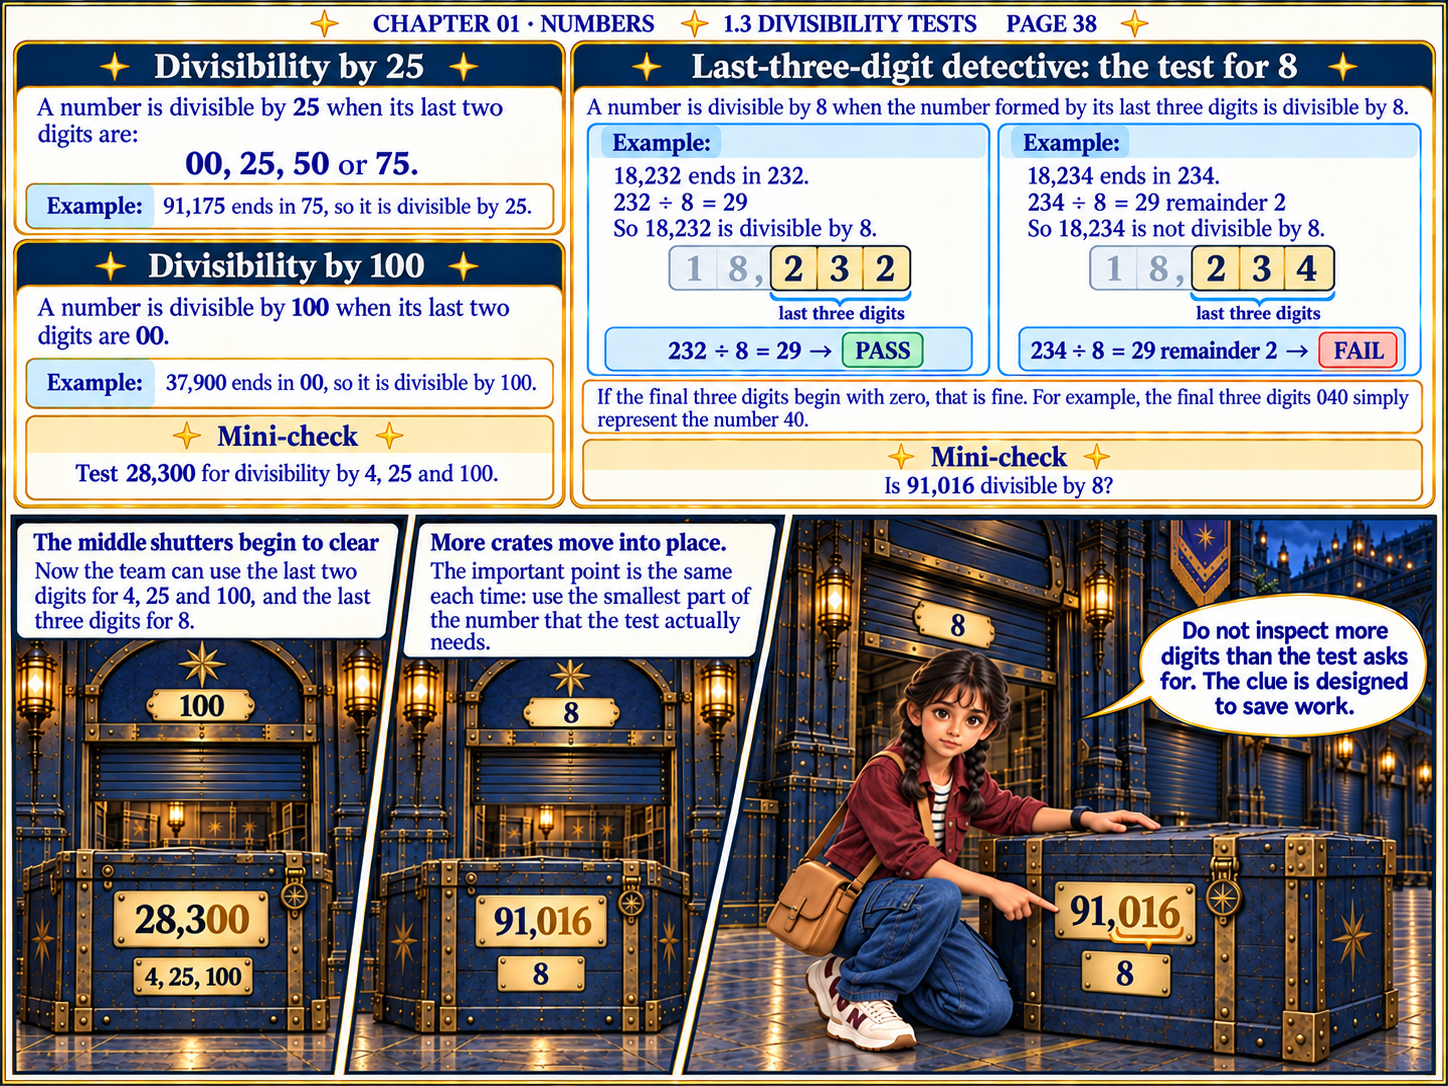 CHAPTER 01 · NUMBERS 1.3 DIVISIBILITY TESTS PAGE 38
Divisibility by 25
A number is divisible by 25 when its last two
digits are:
00, 25, 50 or 75.
Example: 91,175 ends in 75, so it is divisible by 25.
Divisibility by 100
A number is divisible by 100 when its last two
digits are 00.
Example: 37,900 ends in 00, so it is divisible by 100.
Mini-check
Test 28,300 for divisibility by 4, 25 and 100.
Last-three-digit detective: the test for 8
A number is divisible by 8 when the number formed by its last three digits is divisible by 8.
Example:
18,232 ends in 232.
232 ÷ 8 = 29
So 18,232 is divisible by 8.
18,232
last three digits
232 ÷ 8 = 29 → PASS
Example:
18,234 ends in 234.
234 ÷ 8 = 29 remainder 2
So 18,234 is not divisible by 8.
18,234
last three digits
234 ÷ 8 = 29 remainder 2 → FAIL
If the final three digits begin with zero, that is fine. For example, the final three digits 040 simply
represent the number 40.
Mini-check
Is 91,016 divisible by 8?
The middle shutters begin to clear
Now the team can use the last two
digits for 4, 25 and 100, and the last
three digits for 8.
100
28,300
4, 25, 100
More crates move into place.
The important point is the same
each time: use the smallest part of
the number that the test actually
needs.
8
91,016
8
8
Do not inspect more
digits than the test asks
for. The clue is designed
to save work.
91,016
8
N